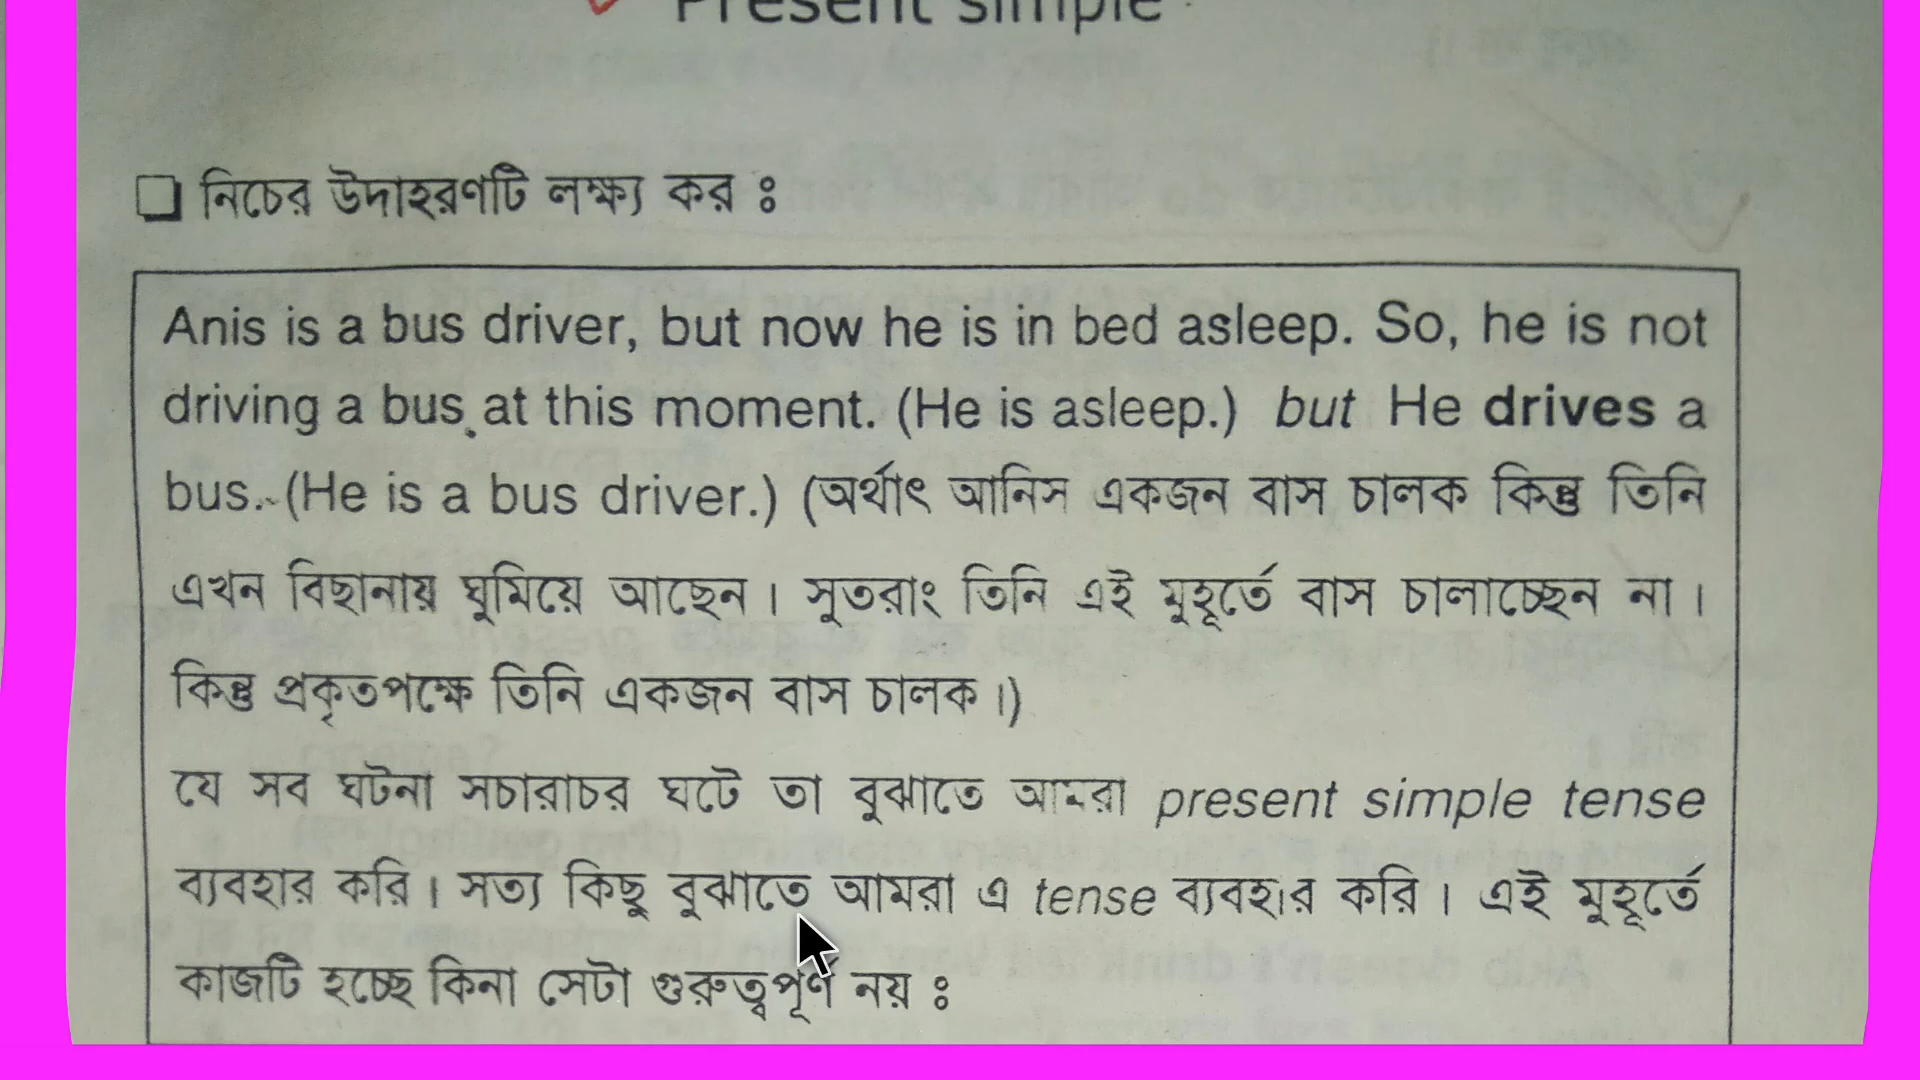 Present simple
❑ নিচের উদাহরণটি লক্ষ্য কর ঃ
Anis is a bus driver, but now he is in bed asleep. So, he is not
driving a bus at this moment. (He is asleep.) but He drives a
bus. (He is a bus driver.) (অর্থাৎ আনিস একজন বাস চালক কিন্তু তিনি
এখন বিছানায় ঘুমিয়ে আছেন। সুতরাং তিনি এই মুহূর্তে বাস চালাচ্ছেন না।
কিন্তু প্রকৃতপক্ষে তিনি একজন বাস চালক।)
যে সব ঘটনা সচারাচর ঘটে তা বুঝাতে আমরা present simple tense
ব্যবহার করি। সত্য কিছু বুঝাতে আমরা এ tense ব্যবহার করি। এই মুহূর্তে
কাজটি হচ্ছে কিনা সেটা গুরুত্বপূর্ণ নয় ঃ